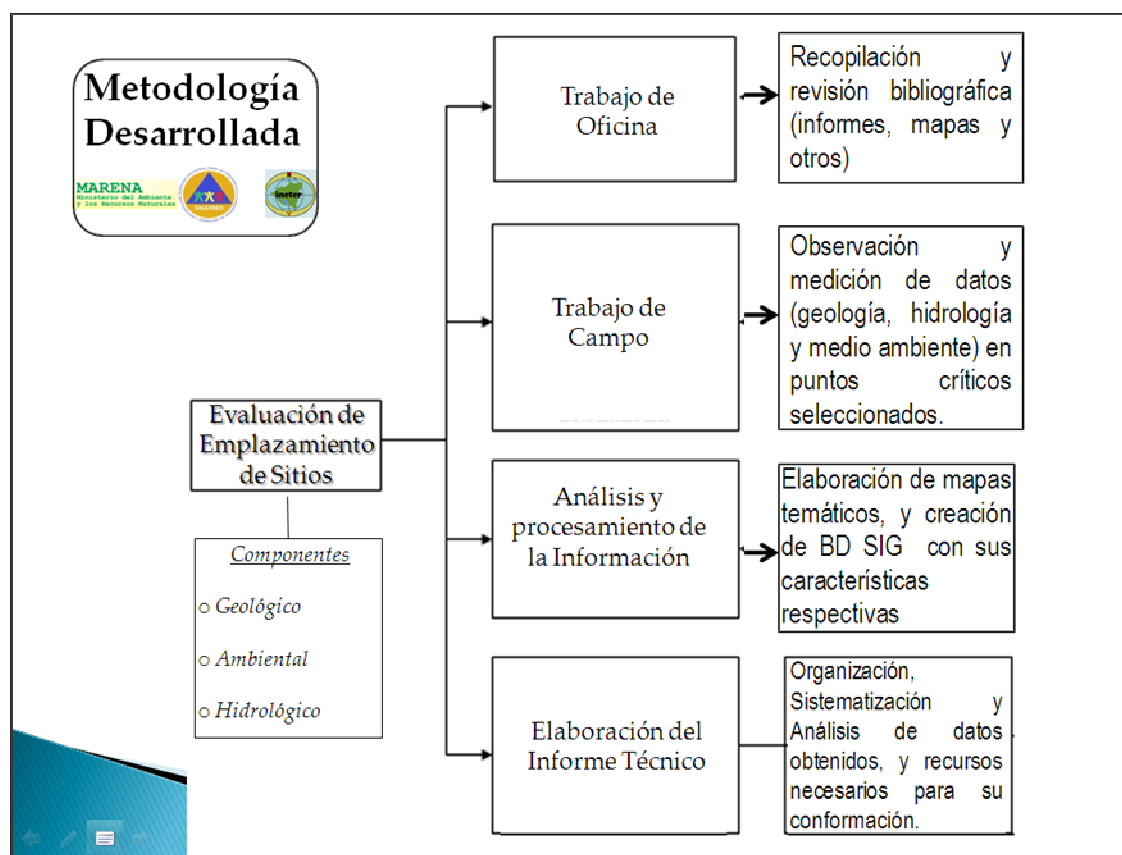 Metodología
Desarrollada
MARENA
Ministerio del Ambiente
y los Recursos Naturales
ineter
Trabajo de
Oficina
Recopilación y
revisión bibliográfica
(informes, mapas y
otros)
Trabajo de
Campo
Observación y
medición de datos
(geología, hidrología
y medio ambiente) en
puntos críticos
seleccionados.
Evaluación de
Emplazamiento
de Sitios
Componentes
Geológico
Ambiental
Hidrológico
Análisis y
procesamiento de
la Información
Elaboración de mapas
temáticos, y creación
de BD SIG con sus
características
respectivas
Elaboración del
Informe Técnico
Organización,
Sistematización y
Análisis de datos
obtenidos, y recursos
necesarios para su
conformación.